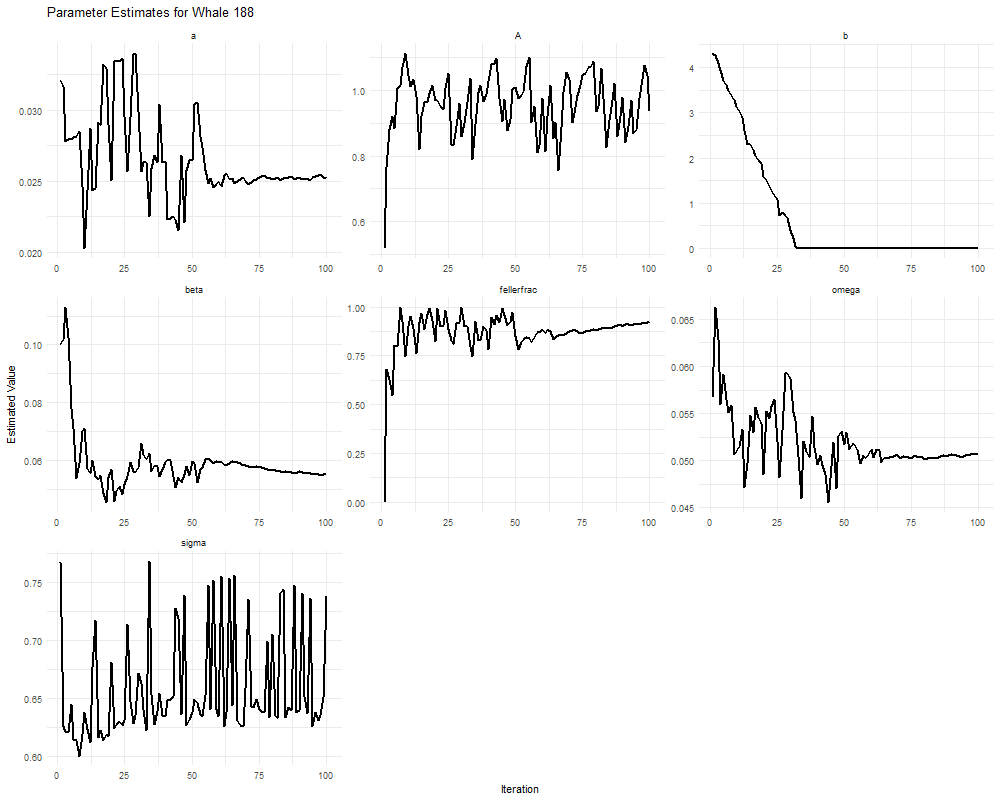 Parameter Estimates for Whale 188
a
A
b
0.030
0.025
0.020
1.0
0.8
0.6
4
3
2
1
0
0 25 50 75 100
0 25 50 75 100
0 25 50 75 100
beta
fellerfrac
omega
0.10
0.08
0.06
1.00
0.75
0.50
0.25
0.00
0.065
0.060
0.055
0.050
0.045
0 25 50 75 100
0 25 50 75 100
0 25 50 75 100
sigma
0.75
0.70
0.65
0.60
0 25 50 75 100
Estimated Value
Iteration